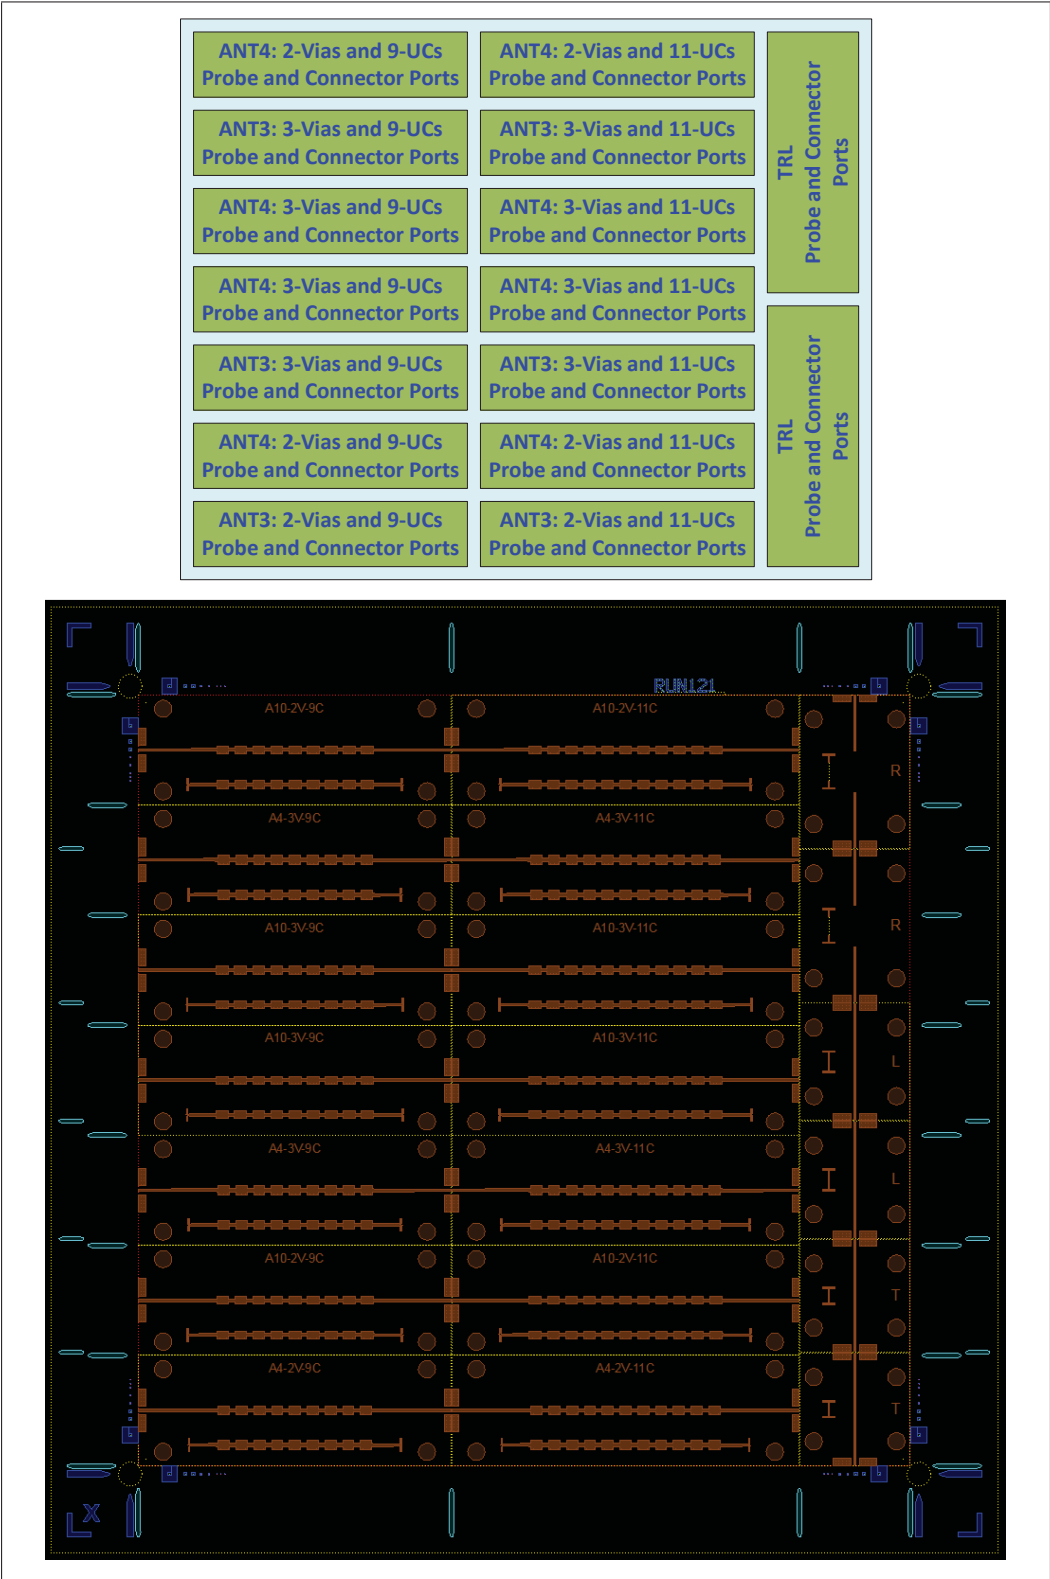 ANT4: 2-Vias and 9-UCs
Probe and Connector Ports
ANT4: 2-Vias and 11-UCs
Probe and Connector Ports
ANT3: 3-Vias and 9-UCs
Probe and Connector Ports
ANT3: 3-Vias and 11-UCs
Probe and Connector Ports
ANT4: 3-Vias and 9-UCs
Probe and Connector Ports
ANT4: 3-Vias and 11-UCs
Probe and Connector Ports
ANT4: 3-Vias and 9-UCs
Probe and Connector Ports
ANT4: 3-Vias and 11-UCs
Probe and Connector Ports
ANT3: 3-Vias and 9-UCs
Probe and Connector Ports
ANT3: 3-Vias and 11-UCs
Probe and Connector Ports
ANT4: 2-Vias and 9-UCs
Probe and Connector Ports
ANT4: 2-Vias and 11-UCs
Probe and Connector Ports
ANT3: 2-Vias and 9-UCs
Probe and Connector Ports
ANT3: 2-Vias and 11-UCs
Probe and Connector Ports
TRL
Probe and Connector
Ports
TRL
Probe and Connector
Ports
RUN121
A10-2V-9C
A10-2V-11C
A4-3V-9C
A4-3V-11C
A10-3V-9C
A10-3V-11C
A10-3V-9C
A10-3V-11C
A4-3V-9C
A4-3V-11C
A10-2V-9C
A10-2V-11C
A4-2V-9C
A4-2V-11C
R
R
L
L
T
T
X